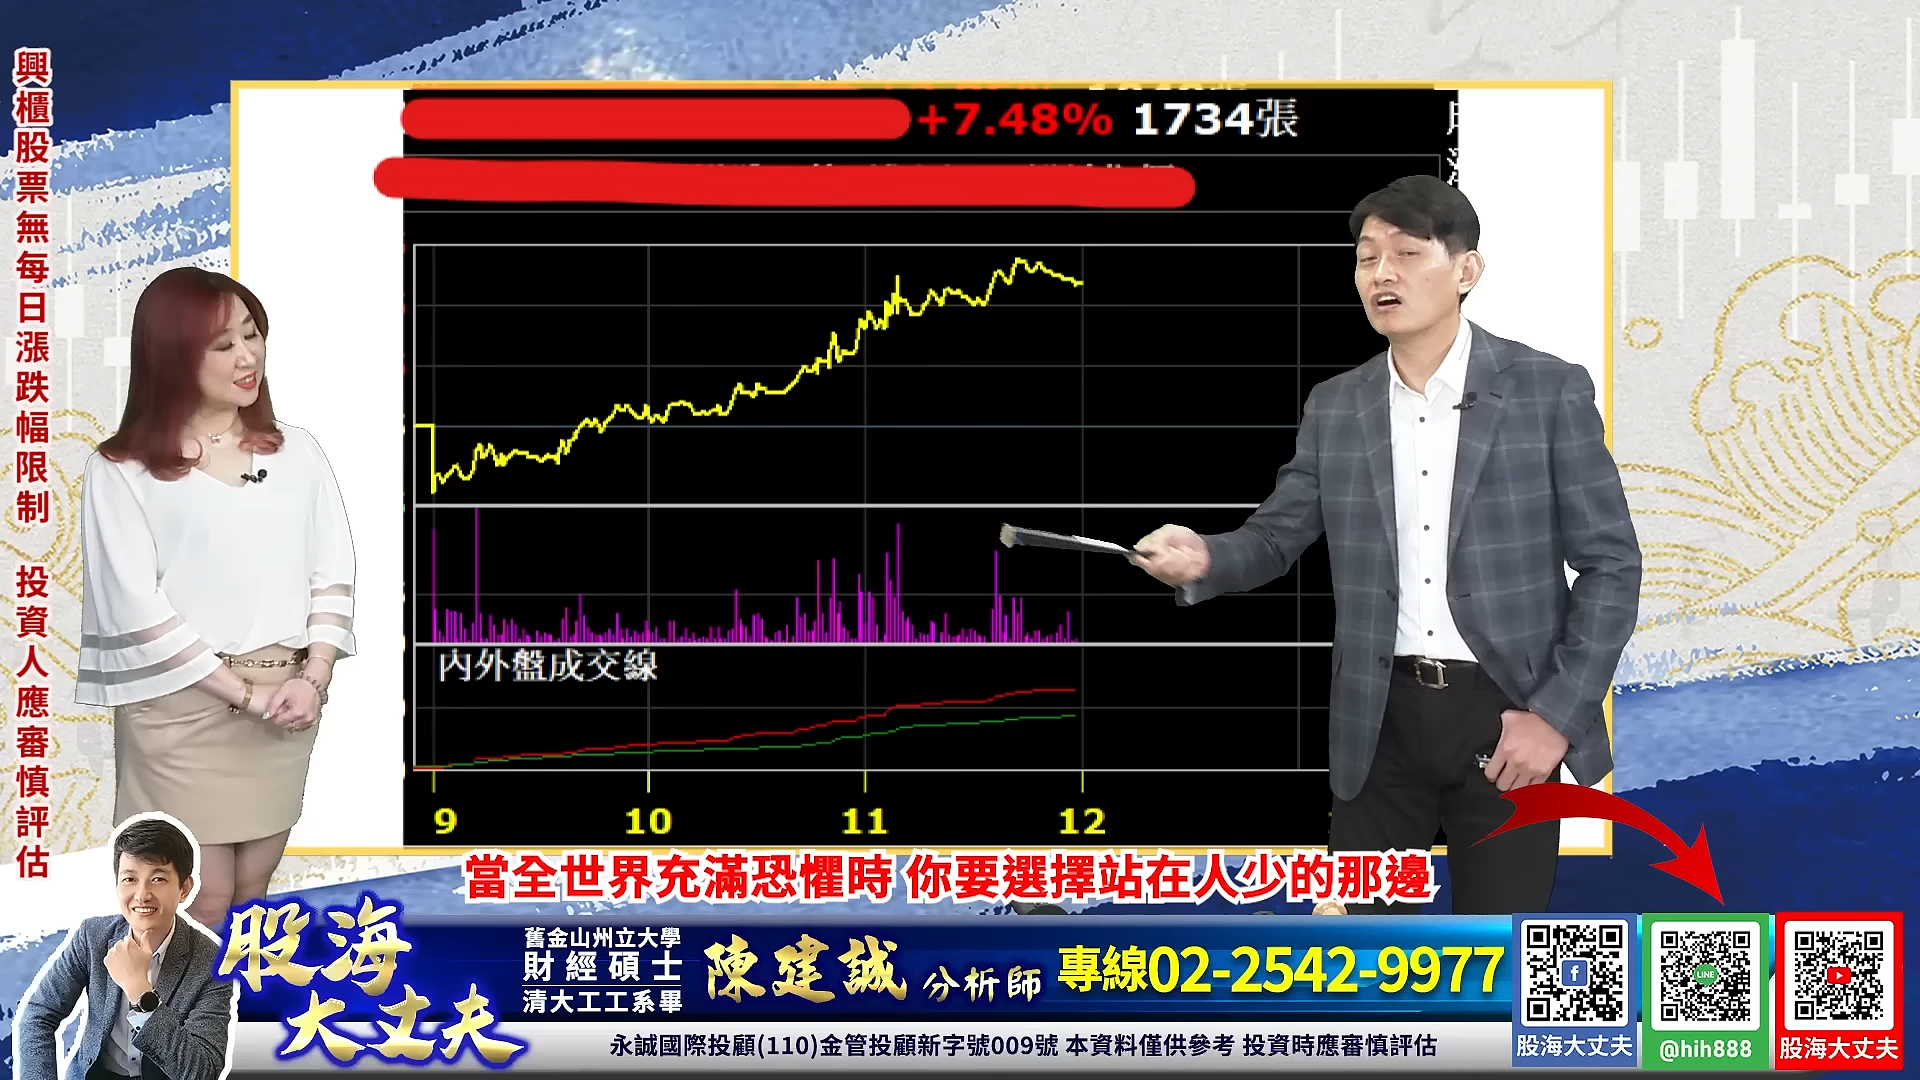 興櫃股票無每日漲跌幅限制 投資人應審慎評估
+7.48% 1734張
內外盤成交線
9 10 11 12
當全世界充滿恐懼時 你要選擇站在人少的那邊
股海大丈夫
舊金山州立大學
財經碩士
清大工工系畢
陳建誠 分析師
專線02-2542-9977
永誠國際投顧(110)金管投顧新字號009號 本資料僅供參考 投資時應審慎評估
LINE
股海大丈夫
@hih888
股海大丈夫